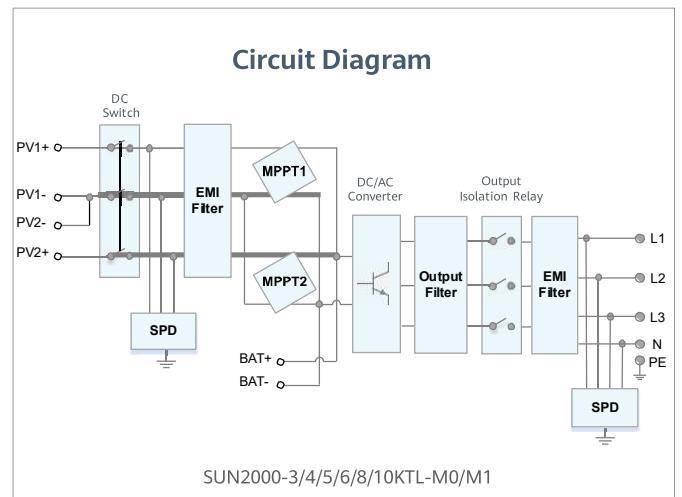 Circuit Diagram
DC
Switch
PV1+
PV1-
PV2-
PV2+
EMI
Filter
MPPT1
MPPT2
SPD
BAT+
BAT-
DC/AC
Converter
Output
Filter
Output
Isolation Relay
EMI
Filter
L1
L2
L3
N
PE
SPD
SUN2000-3/4/5/6/8/10KTL-M0/M1